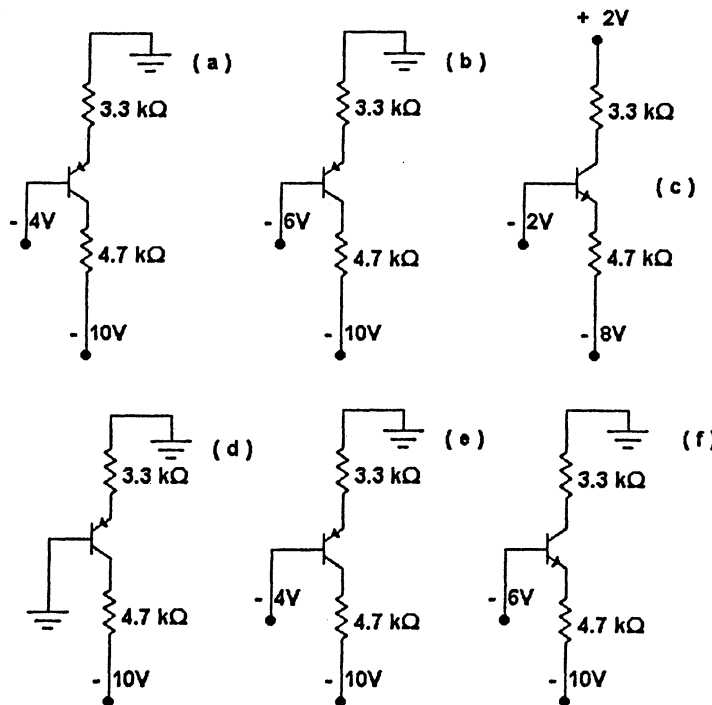 + 2V
( a )
( b )
3.3 kΩ
3.3 kΩ
3.3 kΩ
( c )
- 4V
- 6V
- 2V
4.7 kΩ
4.7 kΩ
4.7 kΩ
- 10V
- 10V
- 8V
( d )
( e )
( f )
3.3 kΩ
3.3 kΩ
3.3 kΩ
- 4V
- 6V
4.7 kΩ
4.7 kΩ
4.7 kΩ
- 10V
- 10V
- 10V